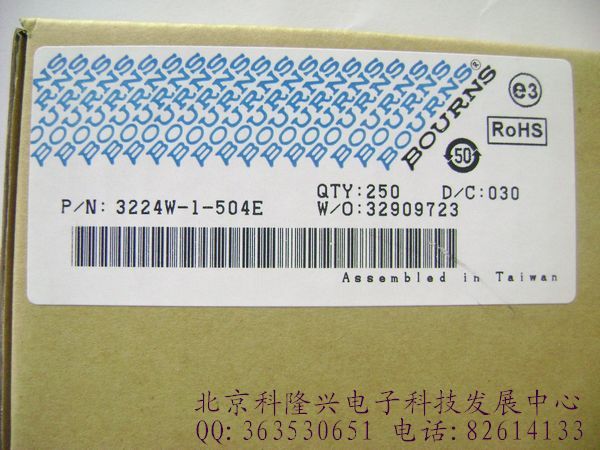 BOURNS®
e3
RoHS
50
QTY:250 D/C:030
P/N: 3224W-1-504E W/O:32909723
Assembled in Taiwan
北京科隆兴电子科技发展中心
QQ: 363530651 电话: 82614133